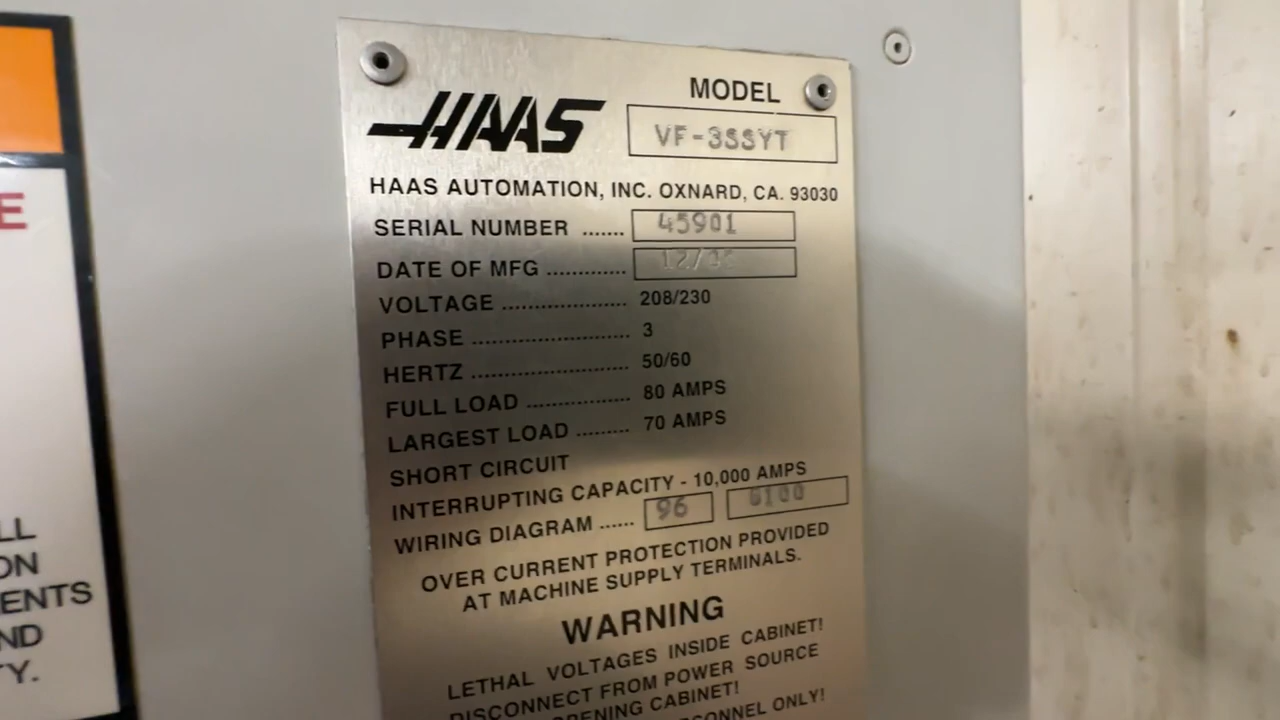 E
LL
ON
ENTS
ND
Y.
HAAS
MODEL
VF-3SSYT
HAAS AUTOMATION, INC. OXNARD, CA. 93030
SERIAL NUMBER ....... 45901
DATE OF MFG .............
VOLTAGE ..................... 208/230
PHASE .......................... 3
HERTZ .......................... 50/60
FULL LOAD ................. 80 AMPS
LARGEST LOAD ......... 70 AMPS
SHORT CIRCUIT
INTERRUPTING CAPACITY - 10,000 AMPS
WIRING DIAGRAM ...... 96
OVER CURRENT PROTECTION PROVIDED
AT MACHINE SUPPLY TERMINALS.
WARNING
LETHAL VOLTAGES INSIDE CABINET!
DISCONNECT FROM POWER SOURCE
OPENING CABINET!
ONLY!